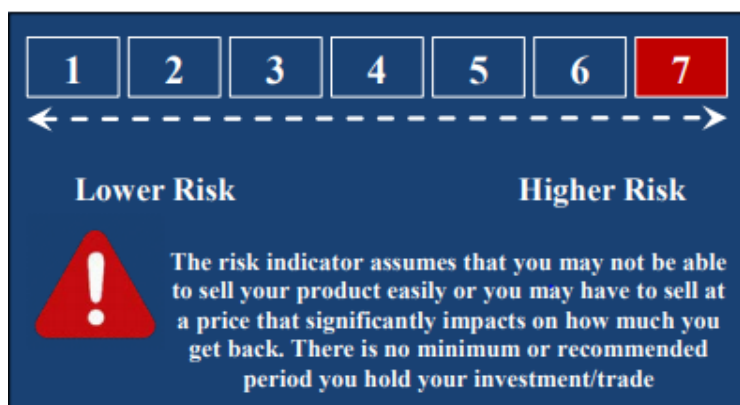 1 2 3 4 5 6 7
Lower Risk Higher Risk
The risk indicator assumes that you may not be able
to sell your product easily or you may have to sell at
a price that significantly impacts on how much you
get back. There is no minimum or recommended
period you hold your investment/trade